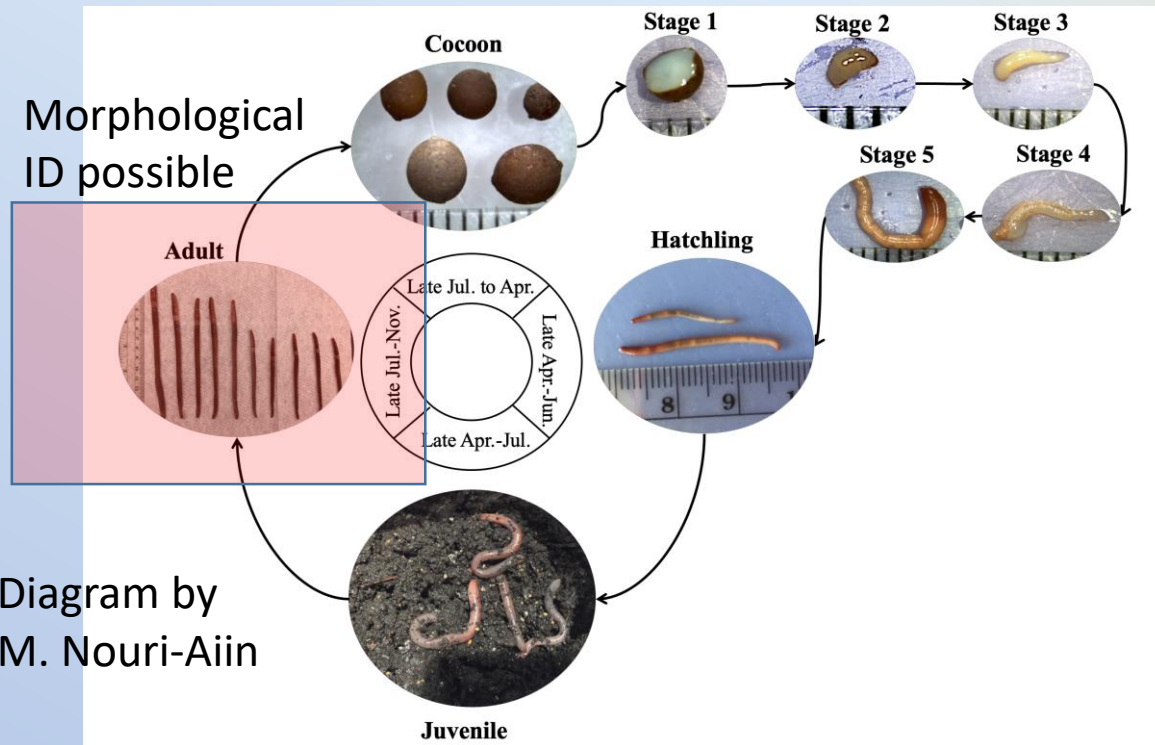 Stage 1
Stage 2
Stage 3
Cocoon
Morphological
ID possible
Stage 5
Stage 4
Adult
Hatchling
Late Jul. to Apr.
Late Jul.-Nov.
Late Apr.-Jun.
Late Apr.-Jul.
8 9 1
Diagram by
M. Nouri-Aiin
Juvenile